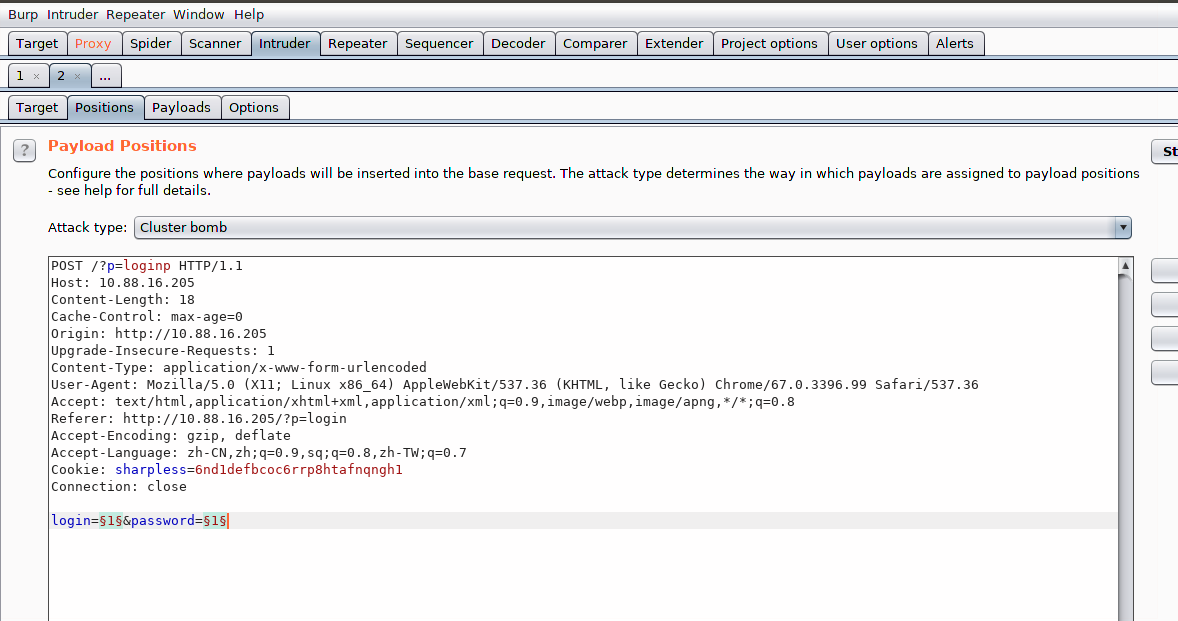 Burp Intruder Repeater Window Help
Target Proxy Spider Scanner Intruder Repeater Sequencer Decoder Comparer Extender Project options User options Alerts
1 × 2 × ...
Target Positions Payloads Options
? Payload Positions
St
Configure the positions where payloads will be inserted into the base request. The attack type determines the way in which payloads are assigned to payload positions
- see help for full details.
Attack type: Cluster bomb
POST /?p=loginp HTTP/1.1
Host: 10.88.16.205
Content-Length: 18
Cache-Control: max-age=0
Origin: http://10.88.16.205
Upgrade-Insecure-Requests: 1
Content-Type: application/x-www-form-urlencoded
User-Agent: Mozilla/5.0 (X11; Linux x86_64) AppleWebKit/537.36 (KHTML, like Gecko) Chrome/67.0.3396.99 Safari/537.36
Accept: text/html,application/xhtml+xml,application/xml;q=0.9,image/webp,image/apng,*/*;q=0.8
Referer: http://10.88.16.205/?p=login
Accept-Encoding: gzip, deflate
Accept-Language: zh-CN,zh;q=0.9,sq;q=0.8,zh-TW;q=0.7
Cookie: sharpless=6nd1defbcoc6rrp8htafnqngh1
Connection: close
login=§1§&password=§1§